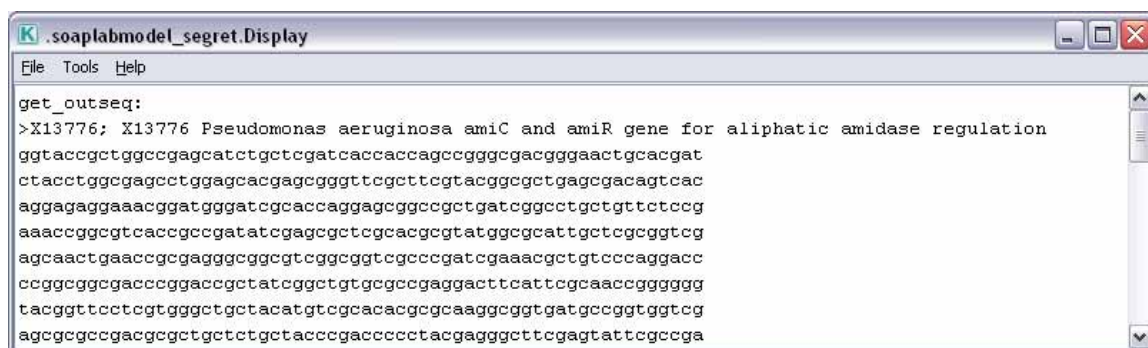 K .soaplabmodel_segret.Display
File Tools Help
get_outseq:
>X13776; X13776 Pseudomonas aeruginosa amiC and amiR gene for aliphatic amidase regulation
ggtaccgctggccgagcatctgctcgatcaccaccagccgggcgacgggaactgcacgat
ctacctggcgagcctggagcacgagcgggttcgcttcgtacggcgctgagcgacagtcac
aggagaggaaacggatgggatcgcaccaggagcggccgctgatcggcctgctgttctccg
aaaccggcgtcaccgccgatatcgagcgctcgcacgcgtatggcgcattgctcgcggtcg
agcaactgaaccgcgagggcggcgtcggcggtcgcccgatcgaaacgctgtcccaggacc
ccggcggcgacccggaccgctatcggctgtgcgccgaggacttcattcgcaaccgggggg
tacggttcctcgtgggctgctacatgtcgcacacgcgcaaggcggtgatgccggtggtcg
agcgcgccgacgcgctgctctgctacccgaccccctacgagggcttcgagtattcgccga